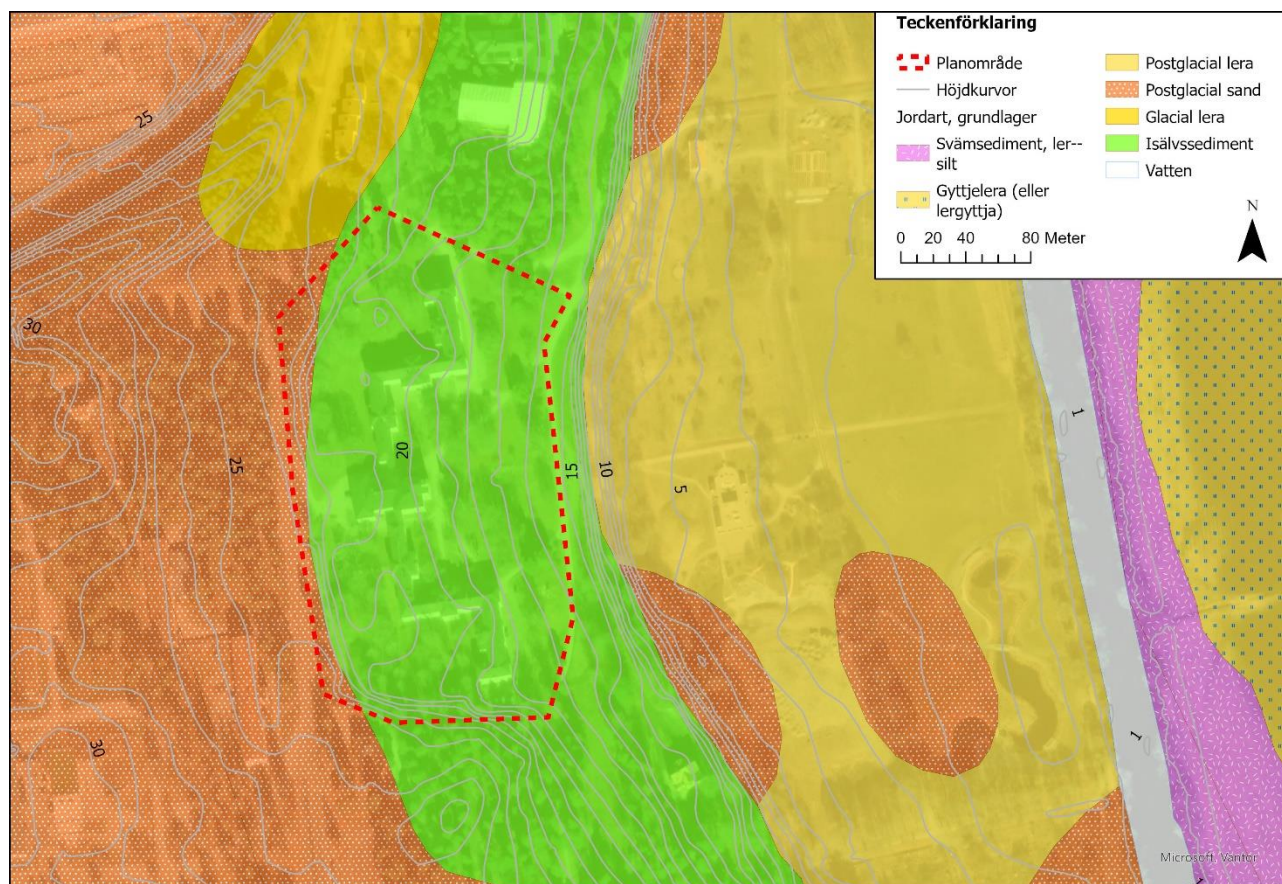 Teckenförklaring
Planområde
Höjdkurvor
Jordart, grundlager
Svämsediment, ler--
silt
Gyttjelera (eller
lergyttja)
0 20 40 80 Meter
Postglacial lera
Postglacial sand
Glacial lera
Isälvssediment
Vatten
N
25
30
25
20
15
10
5
1
1
1
30
Microsoft, Vantor